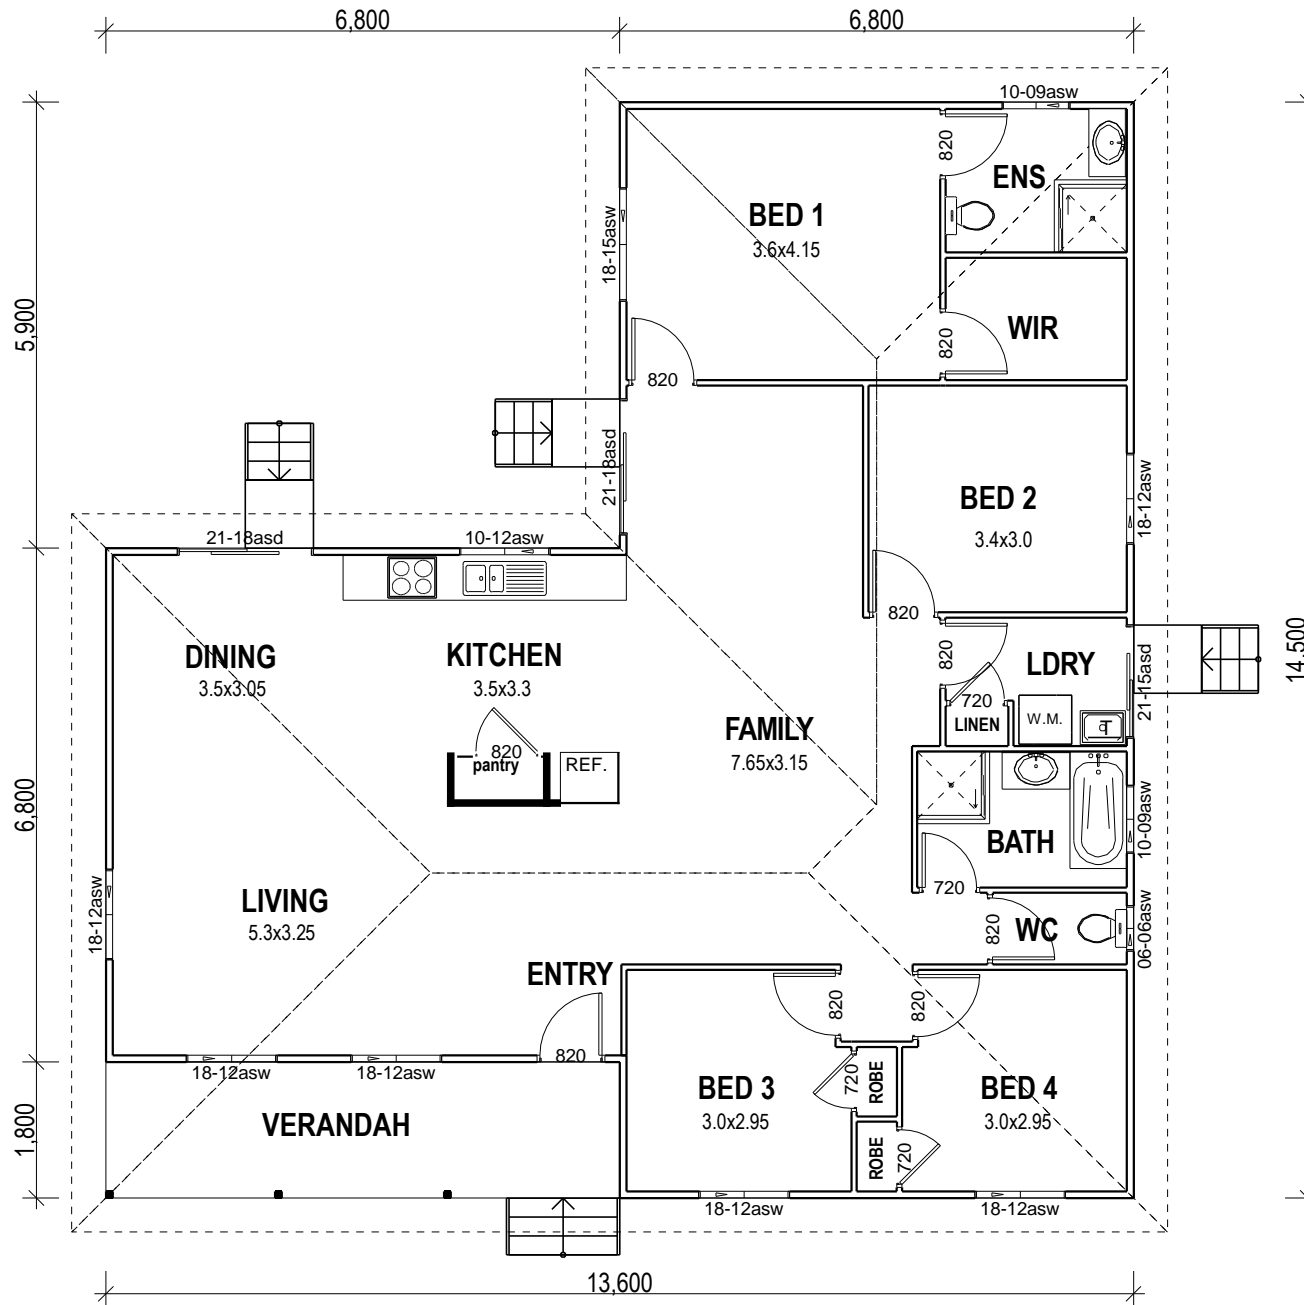 6,800
6,800
10-09asw
820
ENS
18-15asw
BED 1
3.6x4.15
5,900
WIR
820
820
21-18asd
BED 2
3.4x3.0
18-12asw
21-18asd
10-12asw
820
14,500
DINING
3.5x3.05
KITCHEN
3.5x3.3
820
LDRY
21-15asd
720
LINEN
W.M.
FAMILY
7.65x3.15
820
pantry
REF.
6,800
BATH
10-09asw
720
18-12asw
LIVING
5.3x3.25
820
WC
06-06asw
ENTRY
820
820
820
18-12asw
18-12asw
BED 3
3.0x2.95
720
ROBE
BED 4
3.0x2.95
1,800
VERANDAH
ROBE
720
18-12asw
18-12asw
13,600